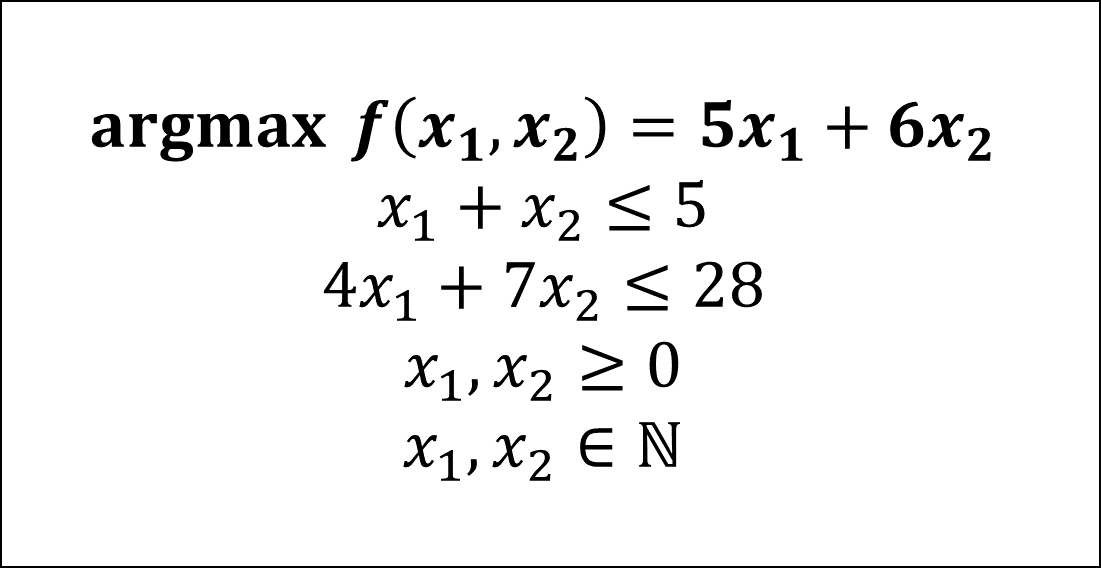 argmax f(x₁, x₂) = 5x₁ + 6x₂
x₁ + x₂ ≤ 5
4x₁ + 7x₂ ≤ 28
x₁, x₂ ≥ 0
x₁, x₂ ∈ ℕ